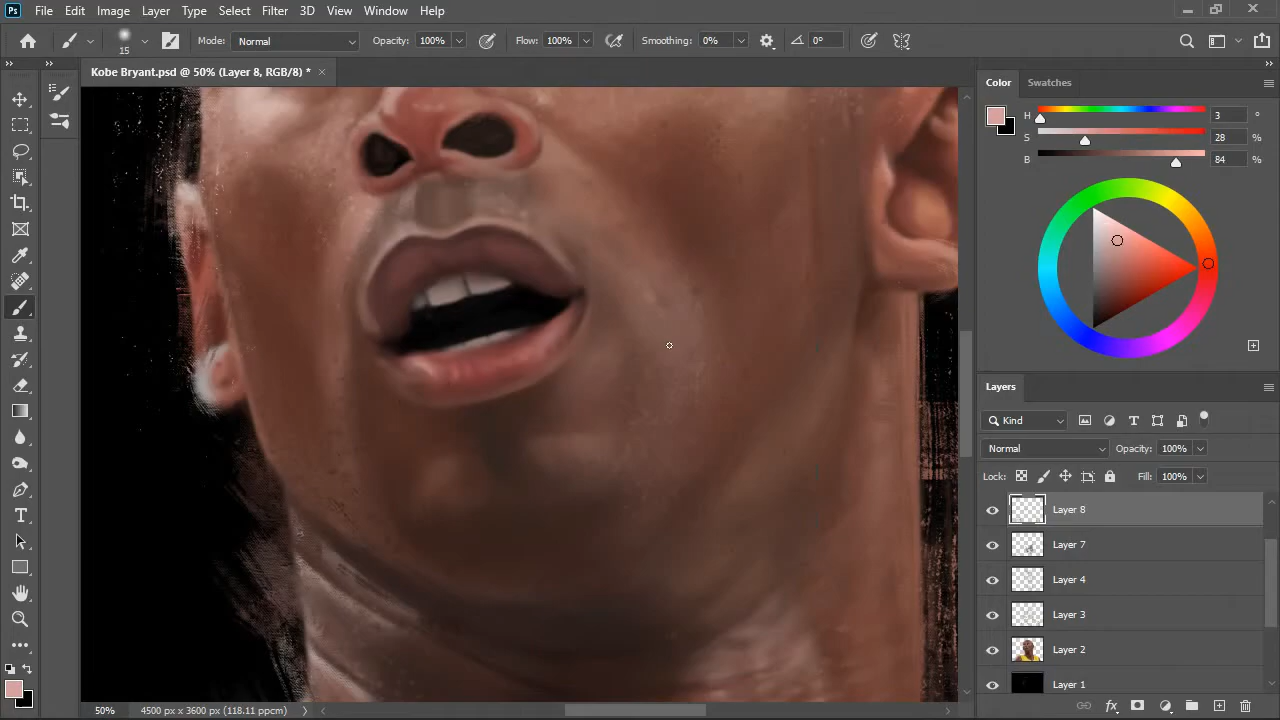 Ps File Edit Image Layer Type Select Filter 3D View Window Help
15 Mode: Normal Opacity: 100% Flow: 100% Smoothing: 0% 0°
Kobe Bryant.psd @ 50% (Layer 8, RGB/8) *
Color Swatches
H 3 °
S 28 %
B 84 %
Layers
Kind
Normal Opacity: 100%
Lock: Fill: 100%
Layer 8
Layer 7
Layer 4
Layer 3
Layer 2
Layer 1
50% 4500 px x 3600 px (118.11 ppcm)